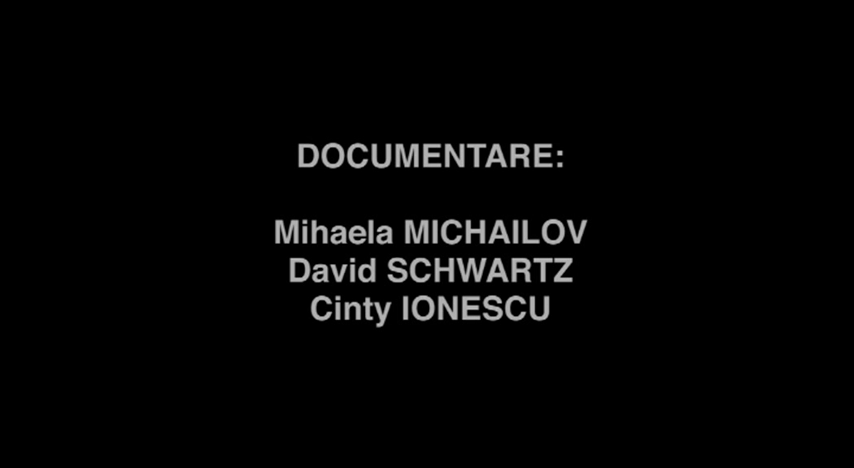 DOCUMENTARE:
Mihaela MICHAILOV
David SCHWARTZ
Cinty IONESCU